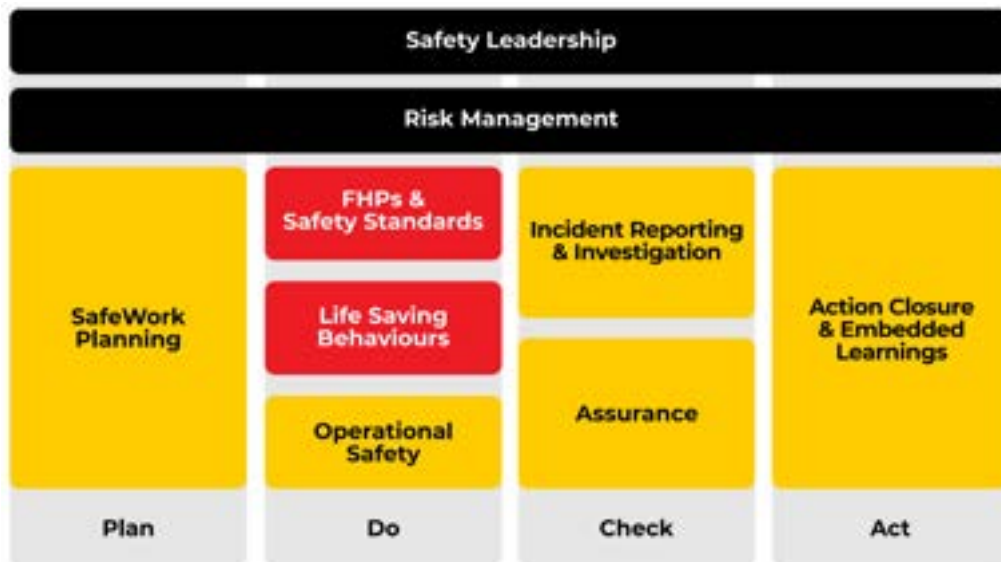 Safety Leadership
Risk Management
SafeWork
Planning
FHPs &
Safety Standards
Life Saving
Behaviours
Operational
Safety
Incident Reporting
& Investigation
Assurance
Action Closure
& Embedded
Learnings
Plan
Do
Check
Act